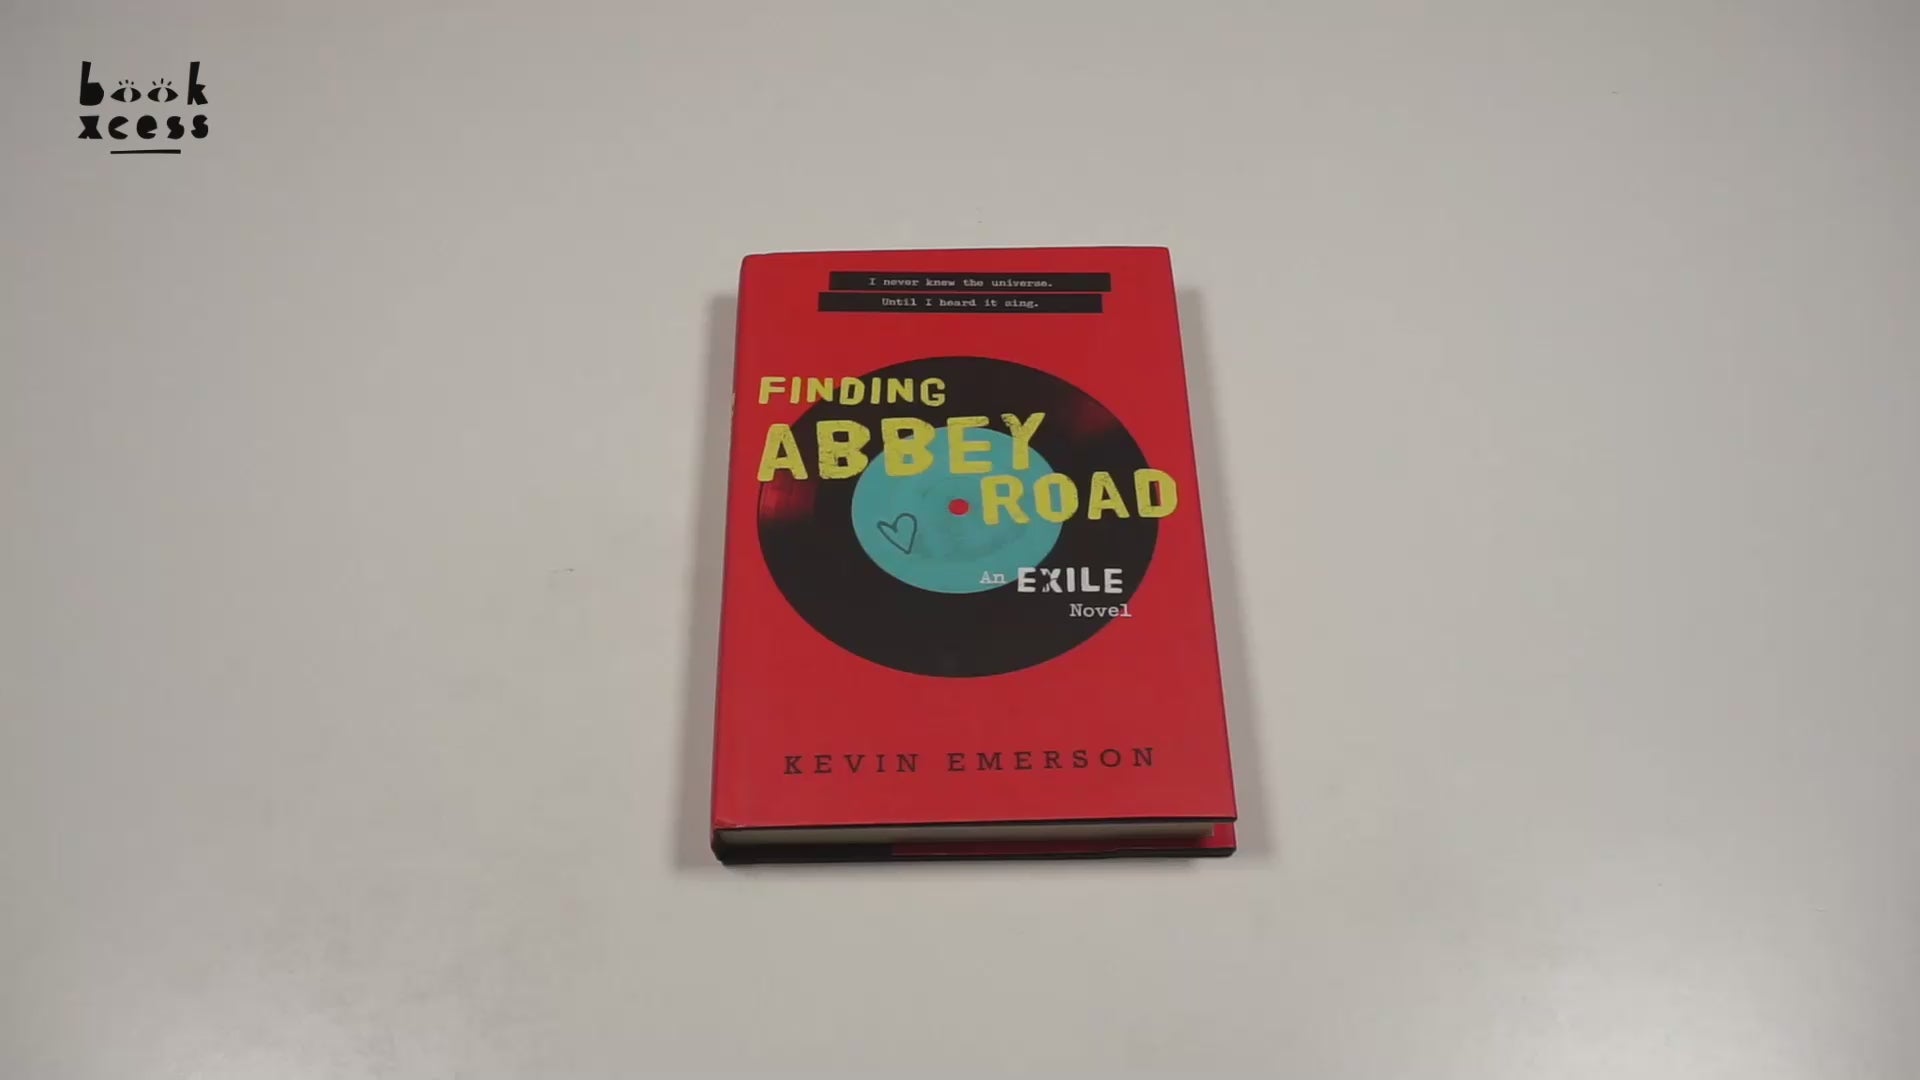 book
xcess
I never knew the universe.
Until I heard it sing.
FINDING
ABBEY
ROAD
An EXILE
Novel
KEVIN EMERSON